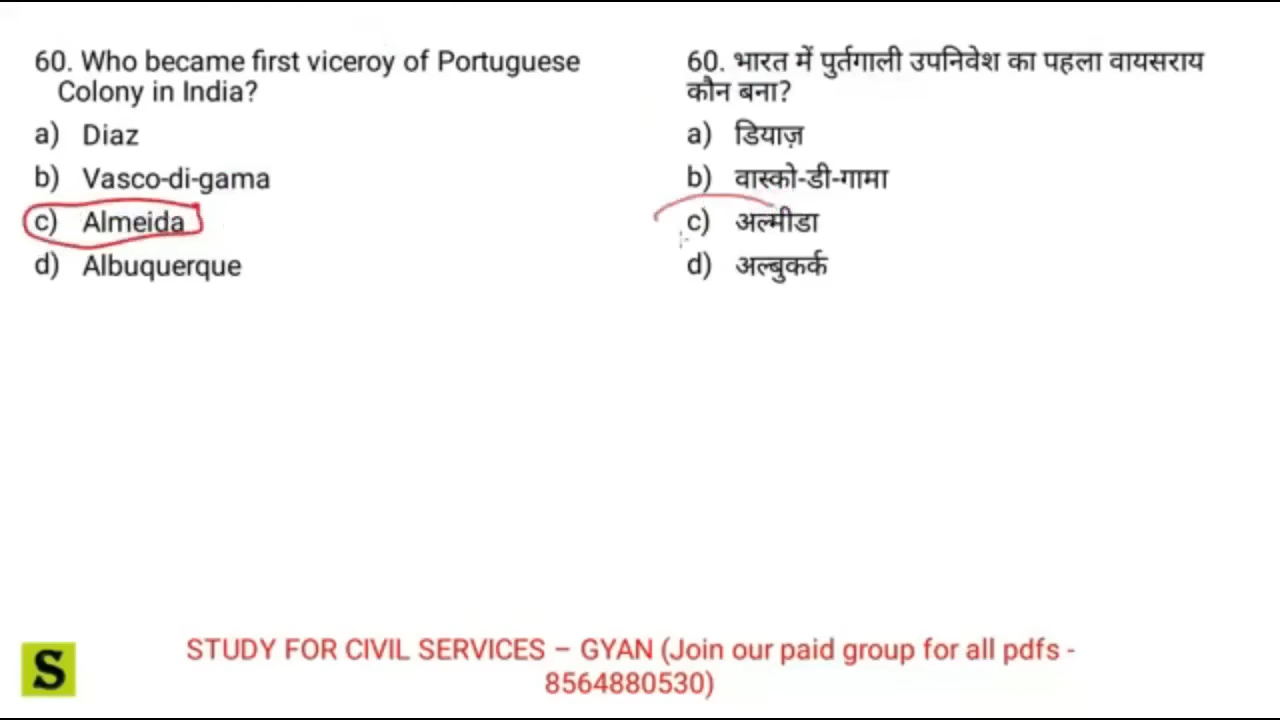 60. Who became first viceroy of Portuguese
Colony in India?
a) Diaz
b) Vasco-di-gama
c) Almeida
d) Albuquerque
60. भारत में पुर्तगाली उपनिवेश का पहला वायसराय
कौन बना?
a) डियाज़
b) वास्को-डी-गामा
c) अल्मीडा
d) अल्बुकर्क
S
STUDY FOR CIVIL SERVICES – GYAN (Join our paid group for all pdfs -
8564880530)